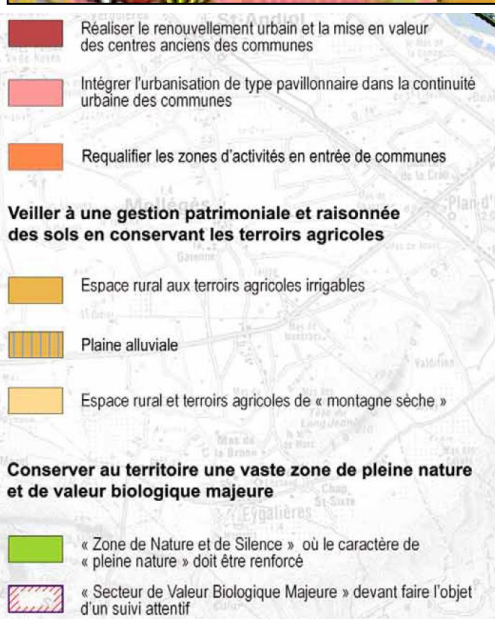 St-Andiol
Réaliser le renouvellement urbain et la mise en valeur
des centres anciens des communes
Intégrer l'urbanisation de type pavillonnaire dans la continuité
urbaine des communes
Requalifier les zones d'activités en entrée de communes
Mollégès
Plan-d'
Veiller à une gestion patrimoniale et raisonnée
des sols en conservant les terroirs agricoles
Espace rural aux terroirs agricoles irrigables
Plaine alluviale
Espace rural et terroirs agricoles de « montagne sèche »
Conserver au territoire une vaste zone de pleine nature
et de valeur biologique majeure
Eygalières
« Zone de Nature et de Silence » où le caractère de
« pleine nature » doit être renforcé
« Secteur de Valeur Biologique Majeure » devant faire l'objet
d'un suivi attentif